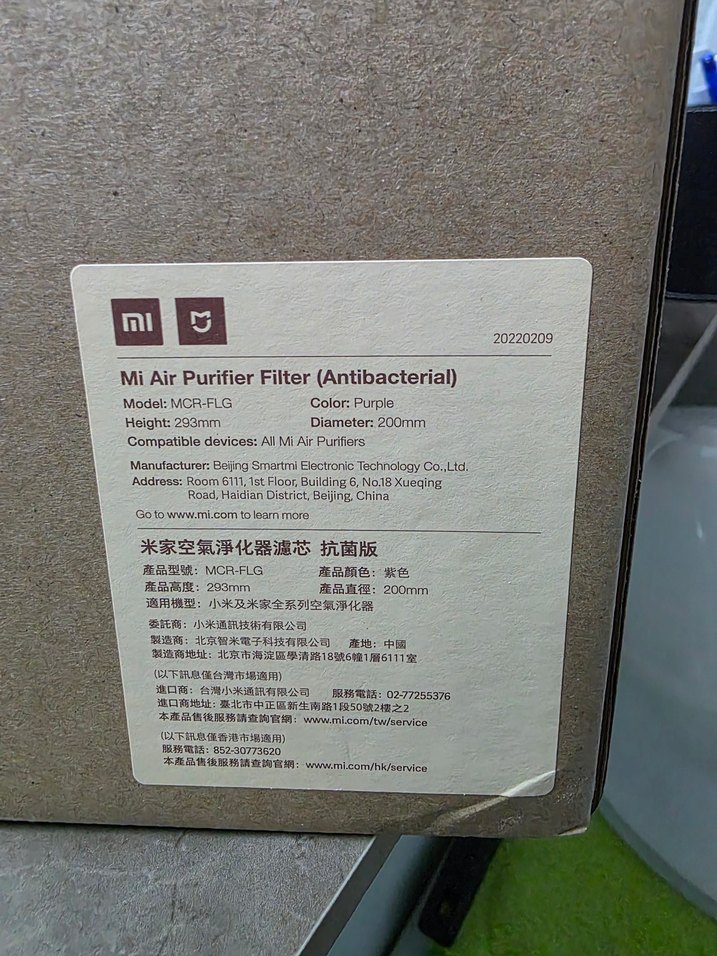 mi
20220209
Mi Air Purifier Filter (Antibacterial)
Model: MCR-FLG Color: Purple
Height: 293mm Diameter: 200mm
Compatible devices: All Mi Air Purifiers
Manufacturer: Beijing Smartmi Electronic Technology Co.,Ltd.
Address: Room 6111, 1st Floor, Building 6, No.18 Xueqing
Road, Haidian District, Beijing, China
Go to www.mi.com to learn more
米家空氣淨化器濾芯 抗菌版
產品型號：MCR-FLG 產品顏色：紫色
產品高度：293mm 產品直徑：200mm
適用機型：小米及米家全系列空氣淨化器
委託商：小米通訊技術有限公司
製造商：北京智米電子科技有限公司 產地：中國
製造商地址：北京市海淀區學清路18號6幢1層6111室
(以下訊息僅台灣市場適用)
進口商：台灣小米通訊有限公司 服務電話：02-77255376
進口商地址：臺北市中正區新生南路1段50號2樓之2
本產品售後服務請查詢官網：www.mi.com/tw/service
(以下訊息僅香港市場適用)
服務電話：852-30773620
本產品售後服務請查詢官網：www.mi.com/hk/service